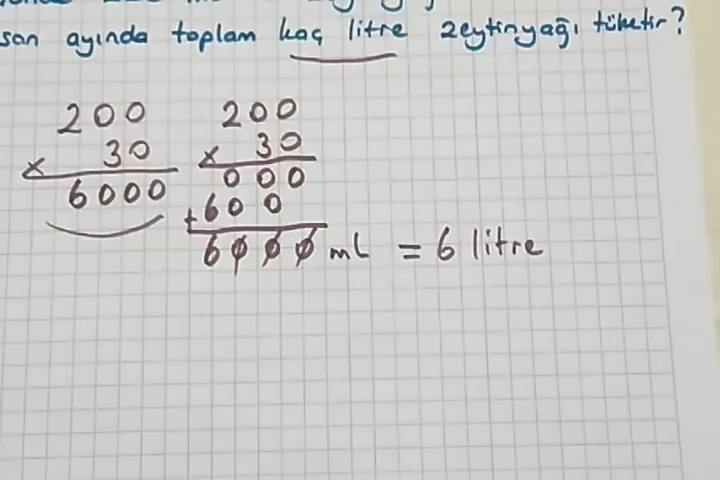 san ayında toplam kaç litre zeytinyağı tüketir?
200
x 30
6000
200
x 30
000
+600
6000 ml = 6 litre